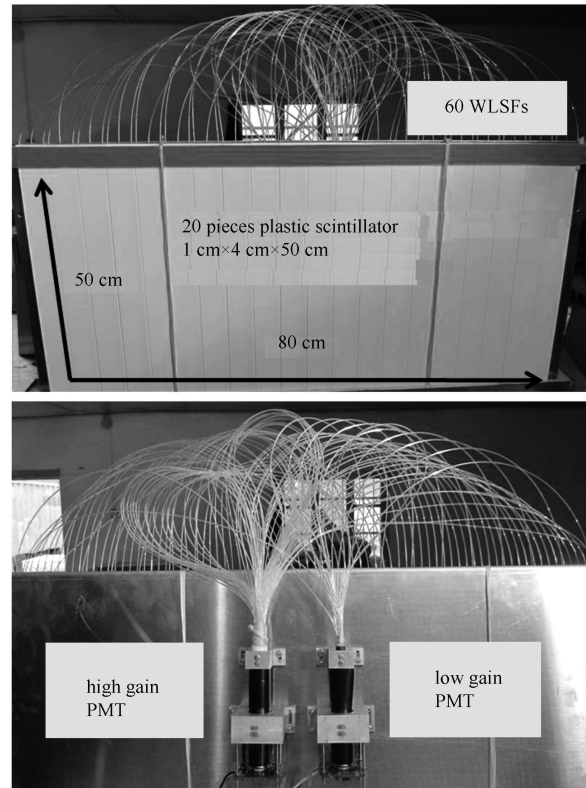 60 WLSFs
20 pieces plastic scintillator
1 cm×4 cm×50 cm
50 cm
80 cm
high gain
PMT
low gain
PMT